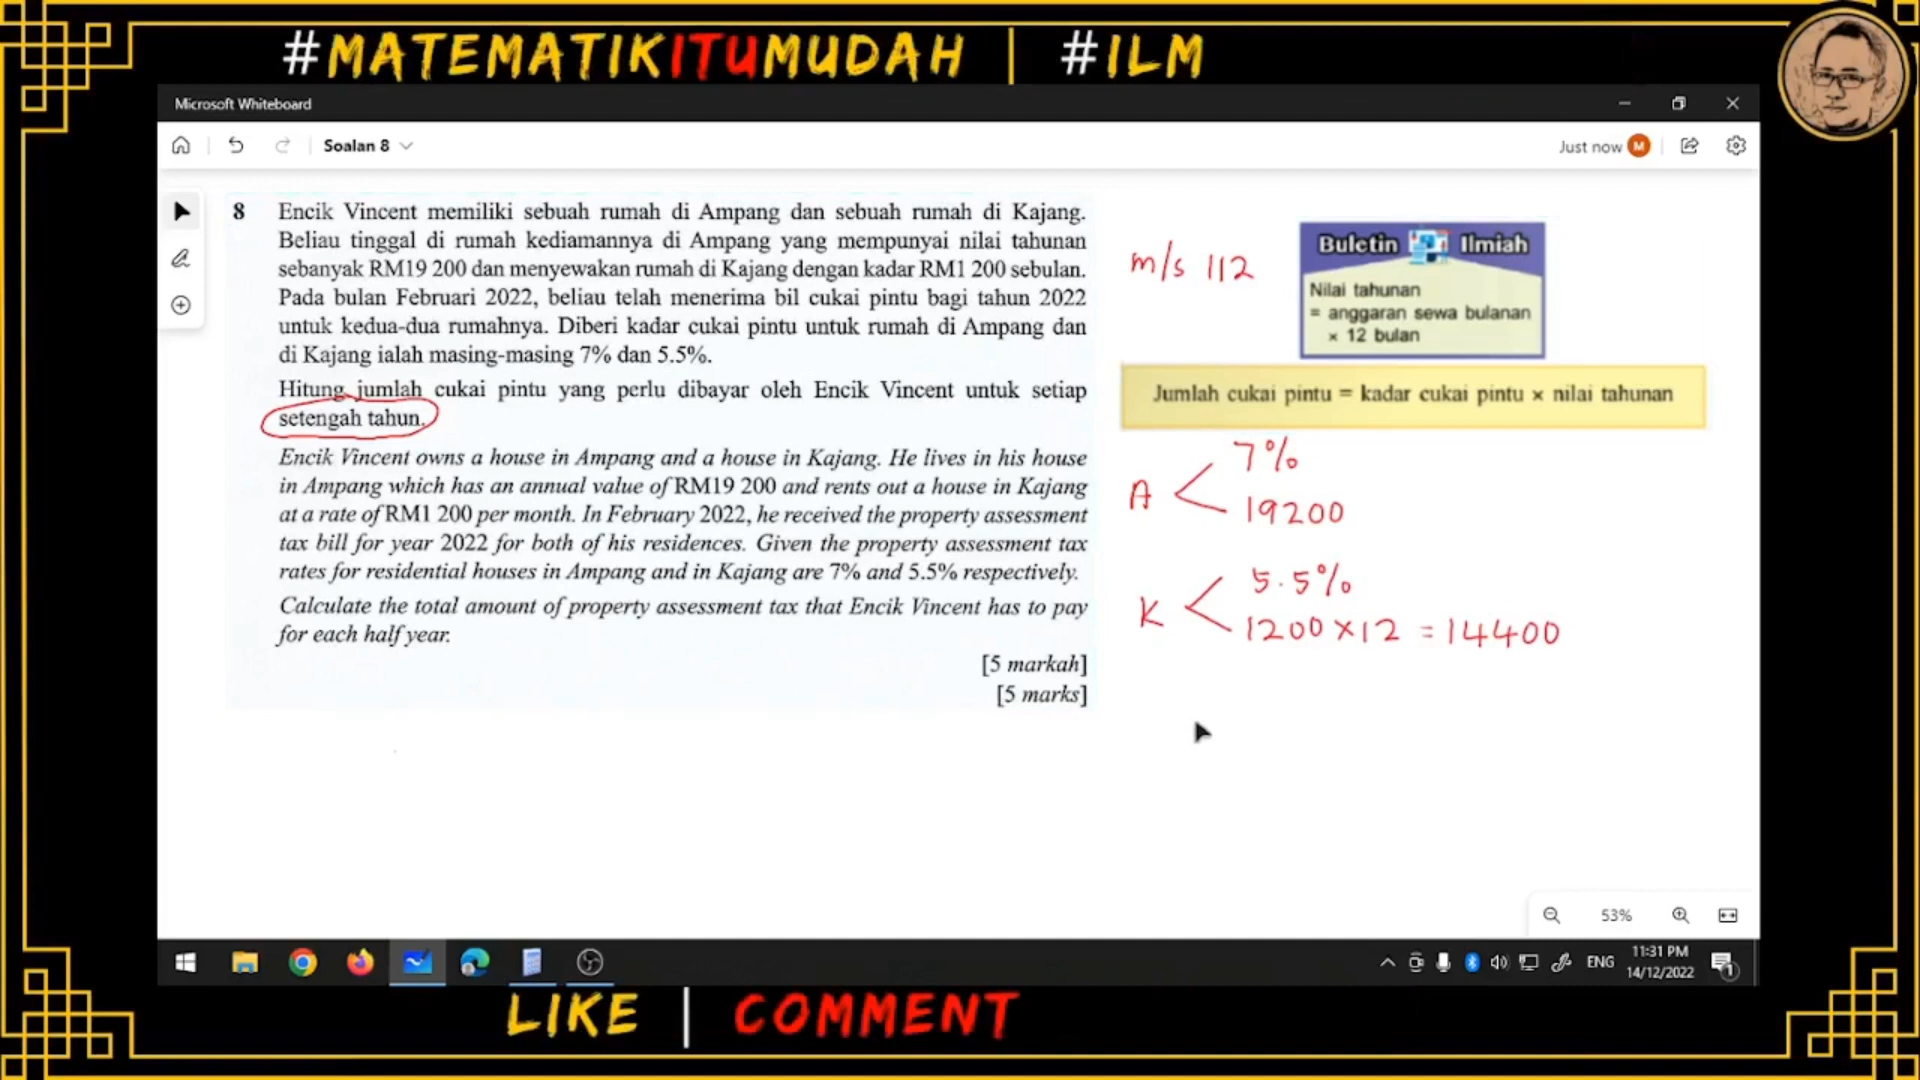 #MATEMATIKITUMUDAH | #ILM
Microsoft Whiteboard
Soalan 8
Just now M
8 Encik Vincent memiliki sebuah rumah di Ampang dan sebuah rumah di Kajang.
Beliau tinggal di rumah kediamannya di Ampang yang mempunyai nilai tahunan
sebanyak RM19 200 dan menyewakan rumah di Kajang dengan kadar RM1 200 sebulan.
Pada bulan Februari 2022, beliau telah menerima bil cukai pintu bagi tahun 2022
untuk kedua-dua rumahnya. Diberi kadar cukai pintu untuk rumah di Ampang dan
di Kajang ialah masing-masing 7% dan 5.5%.
Hitung jumlah cukai pintu yang perlu dibayar oleh Encik Vincent untuk setiap
setengah tahun.
Encik Vincent owns a house in Ampang and a house in Kajang. He lives in his house
in Ampang which has an annual value of RM19 200 and rents out a house in Kajang
at a rate of RM1 200 per month. In February 2022, he received the property assessment
tax bill for year 2022 for both of his residences. Given the property assessment tax
rates for residential houses in Ampang and in Kajang are 7% and 5.5% respectively.
Calculate the total amount of property assessment tax that Encik Vincent has to pay
for each half year.
[5 markah]
[5 marks]
m/s 112
Buletin Ilmiah
Nilai tahunan
= anggaran sewa bulanan
× 12 bulan
Jumlah cukai pintu = kadar cukai pintu × nilai tahunan
7%
A
19200
5.5%
K
1200 × 12 = 14400
53%
ENG
11:31 PM
14/12/2022
1
LIKE | COMMENT